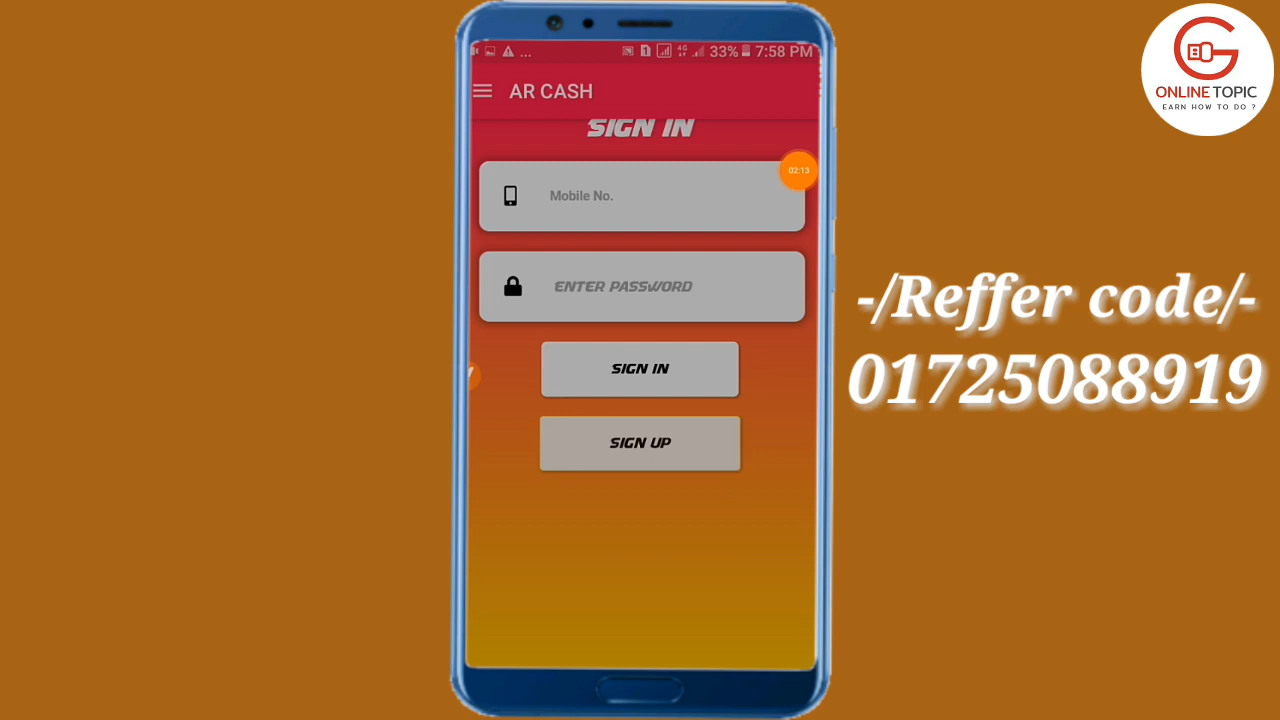 ... 4G 33% 7:58 PM
AR CASH
SIGN IN
02:13
Mobile No.
ENTER PASSWORD
SIGN IN
SIGN UP
-/Reffer code/-
01725088919
G
ONLINE TOPIC
EARN HOW TO DO ?